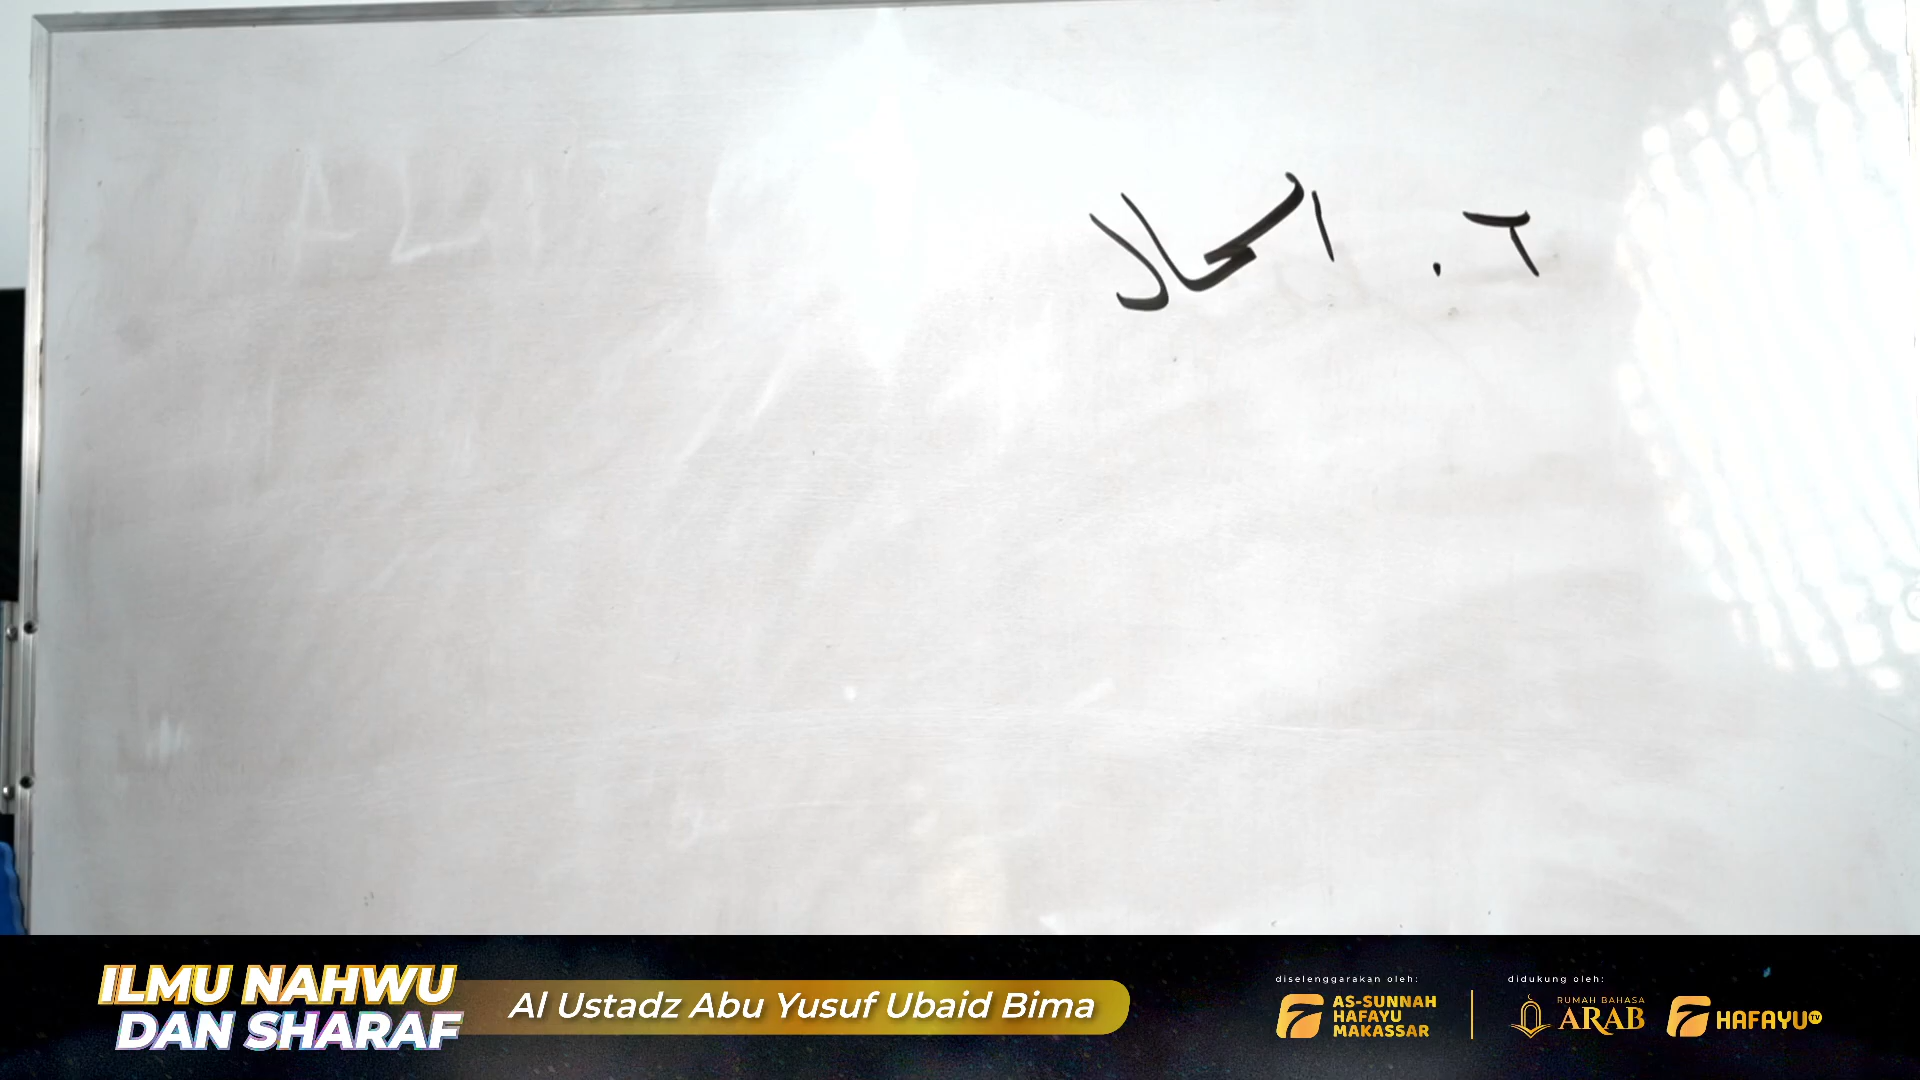 ٦. الحال
ILMU NAHWU
DAN SHARAF
Al Ustadz Abu Yusuf Ubaid Bima
diselenggarakan oleh:
AS-SUNNAH
HAFAYU
MAKASSAR
didukung oleh:
RUMAH BAHASA
ARAB
HAFAYU TV